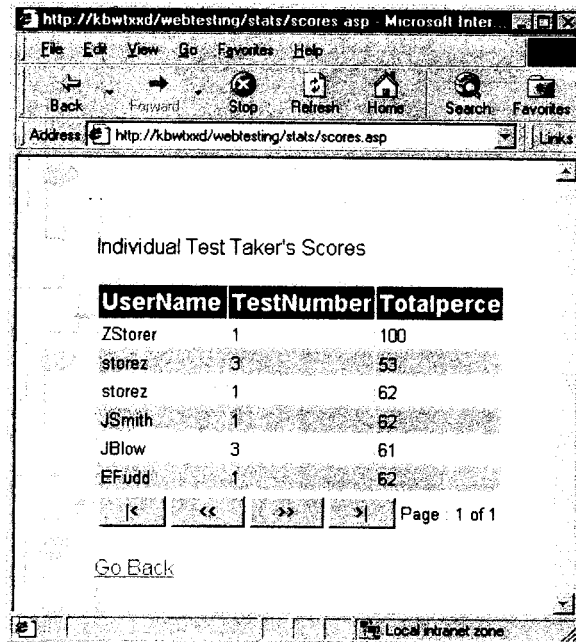 http://kbwtxxd/webtesting/stats/scores.asp - Microsoft Inter...
File Edit View Go Favorites Help
Back Forward Stop Refresh Home Search Favorites
Address http://kbwtxxd/webtesting/stats/scores.asp Links
Individual Test Taker's Scores
UserName TestNumber Totalperce
ZStorer 1 100
storez 3 53
storez 1 62
JSmith 1 62
JBlow 3 61
EFudd 1 62
|< << >> >| Page : 1 of 1
Go Back
Local intranet zone